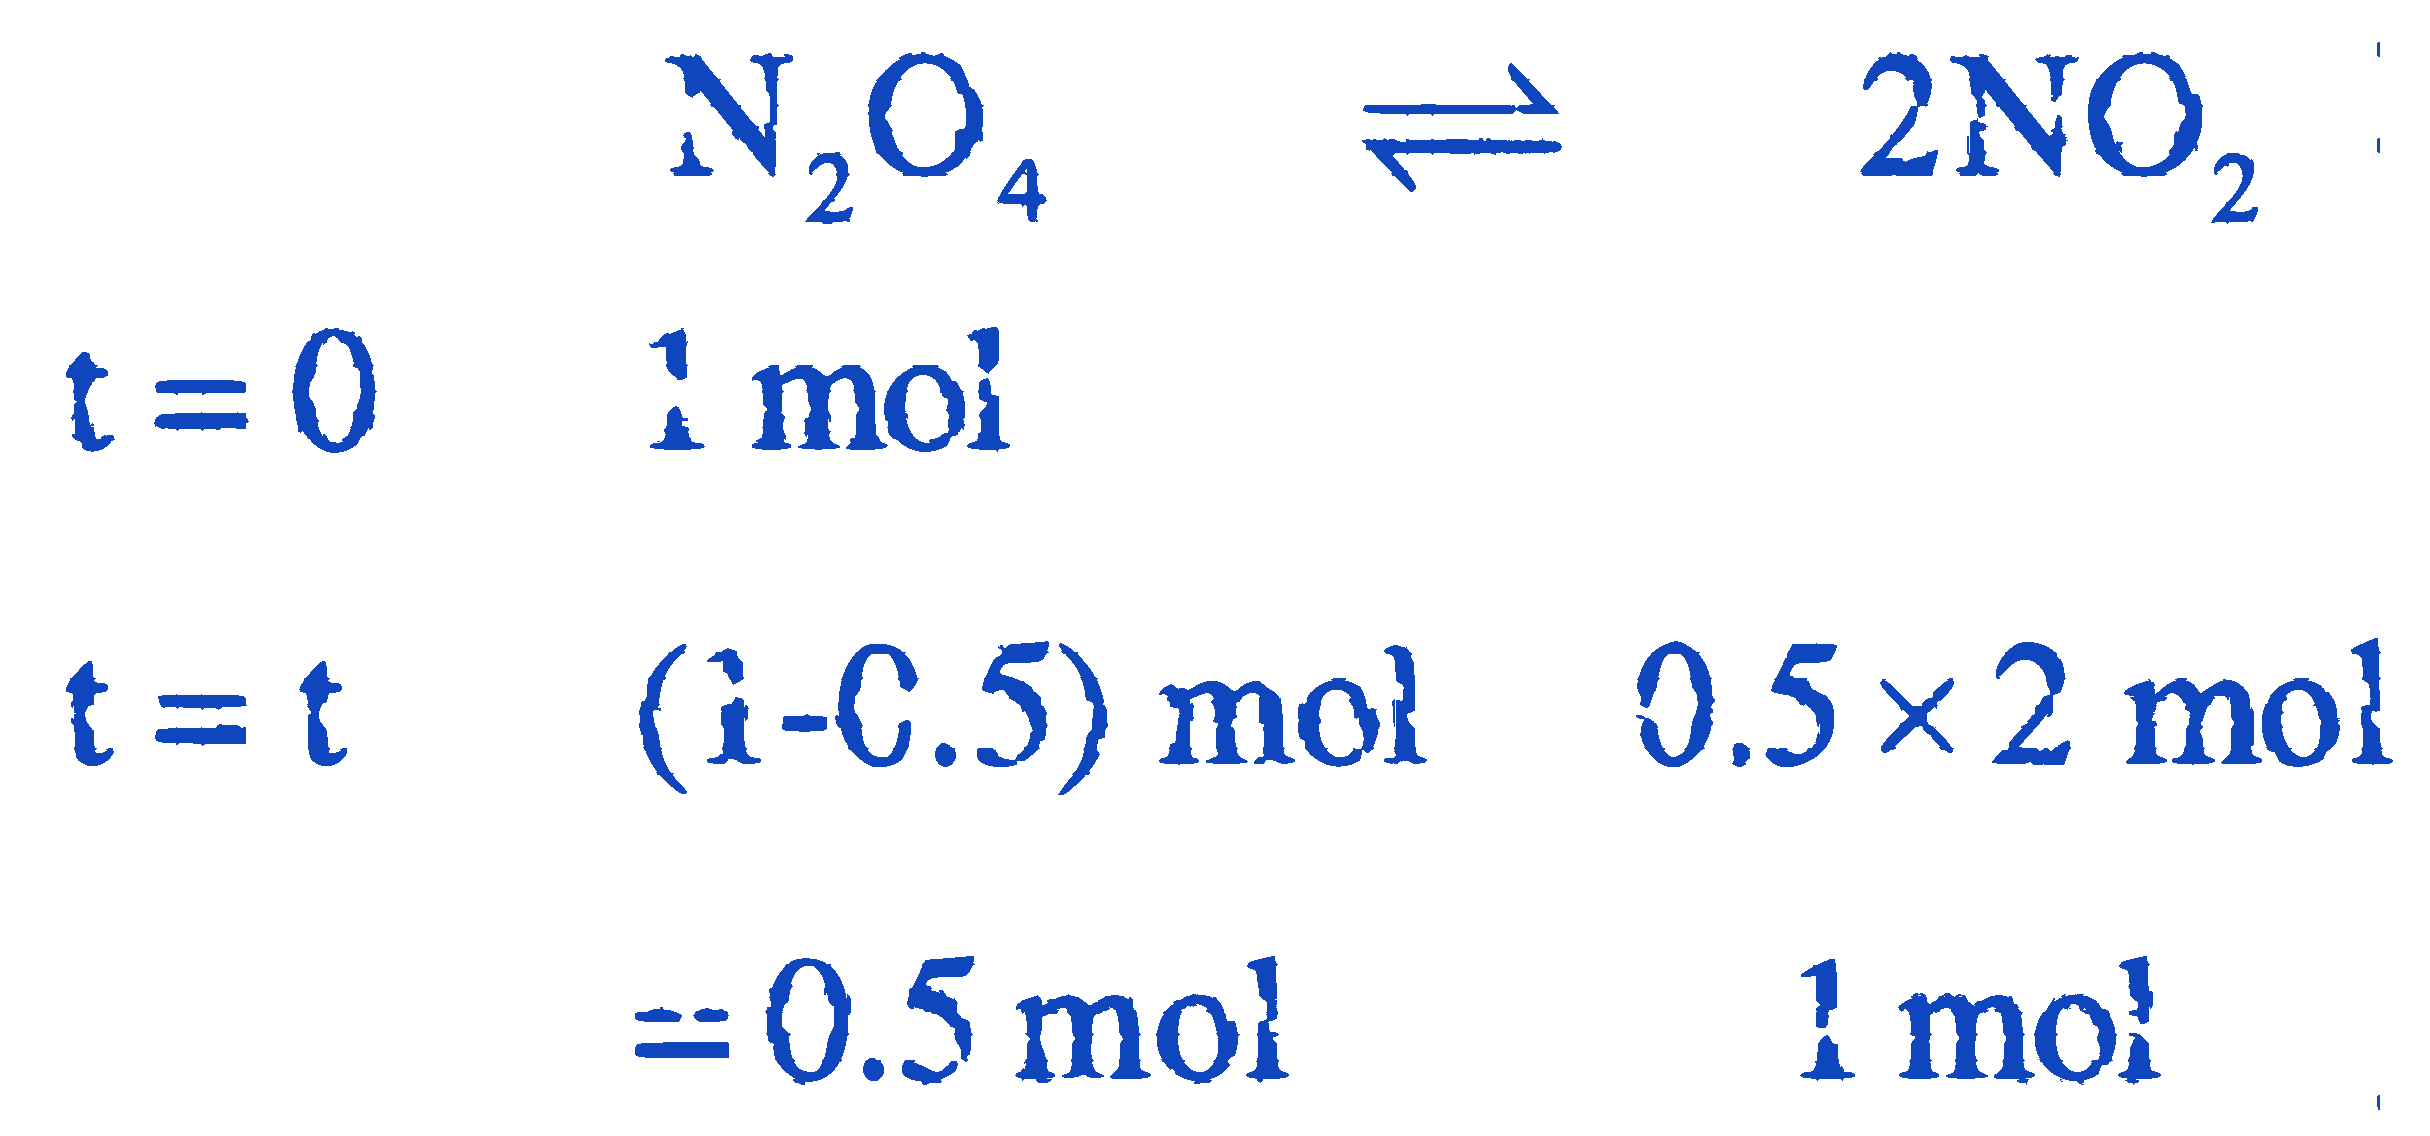 N₂O₄ ⇌ 2NO₂
t = 0 1 mol
t = t (1-0.5) mol 0.5 × 2 mol
= 0.5 mol 1 mol